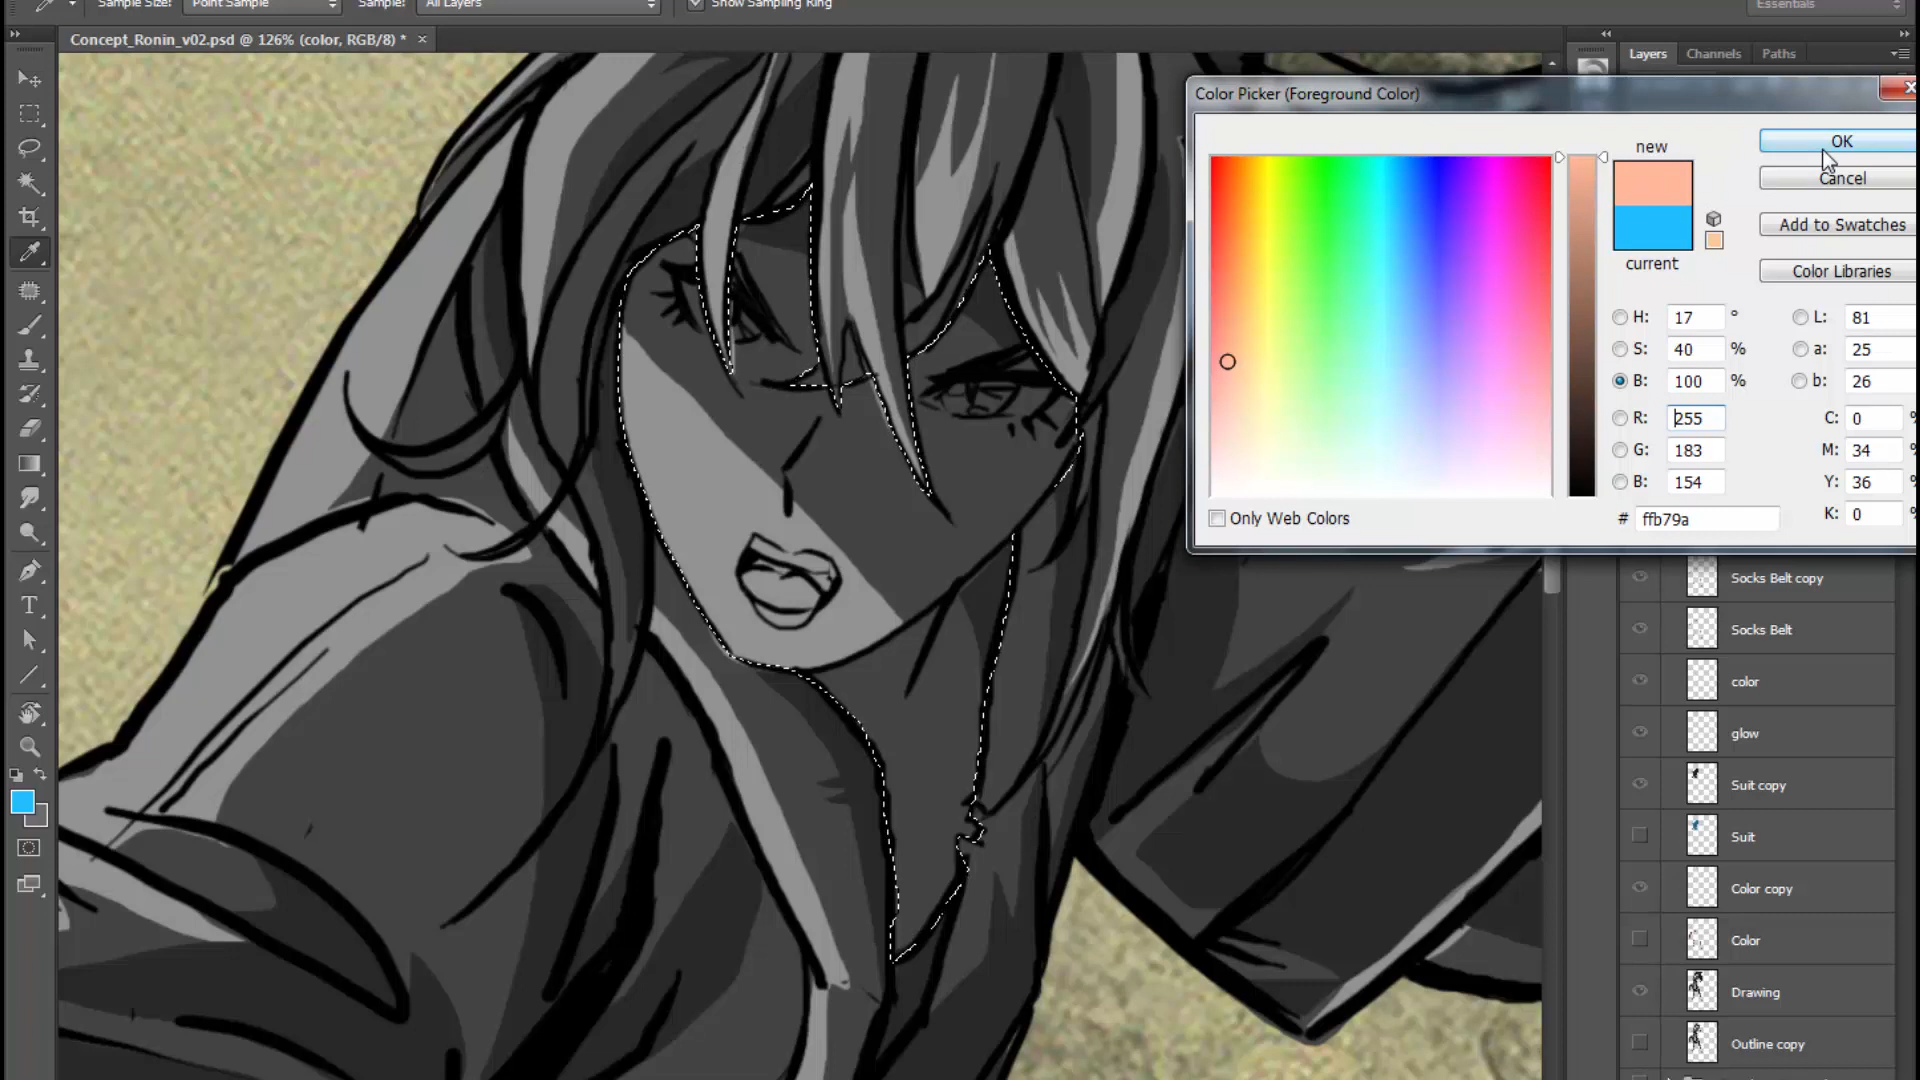 Sample Size: Point Sample Sample: All Layers Show Sampling Ring Essentials
Concept_Ronin_v02.psd @ 126% (color, RGB/8) * ×
Layers Channels Paths
Color Picker (Foreground Color)
new
current
OK
Cancel
Add to Swatches
Color Libraries
H: 17 °
S: 40 %
B: 100 %
R: 255
G: 183
B: 154
L: 81
a: 25
b: 26
C: 0 %
M: 34
Y: 36
K: 0 %
Only Web Colors
# ffb79a
Socks Belt copy
Socks Belt
color
glow
Suit copy
Suit
Color copy
Color
Drawing
Outline copy